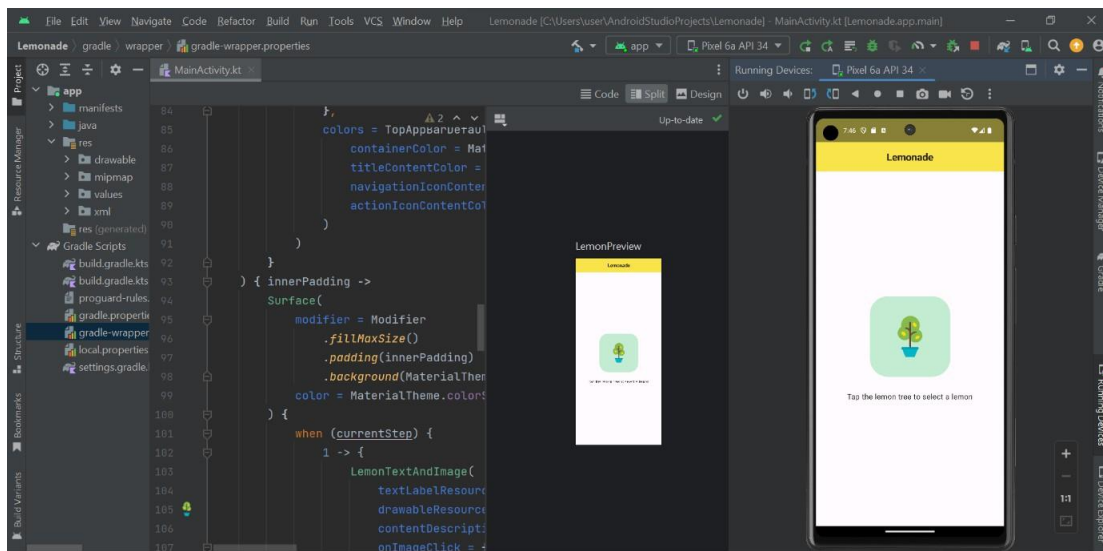 File Edit View Navigate Code Refactor Build Run Tools VCS Window Help Lemonade [C:\Users\user\AndroidStudioProjects\Lemonade] - MainActivity.kt [Lemonade.app.main]
Lemonade gradle wrapper gradle-wrapper.properties app Pixel 6a API 34
Project
MainActivity.kt
Running Devices: Pixel 6a API 34
Code Split Design
app
manifests
java
res
drawable
mipmap
values
xml
res (generated)
Gradle Scripts
build.gradle.kts
build.gradle.kts
proguard-rules.
gradle.properti
gradle-wrapper
local.properties
settings.gradle.
Resource Manager
Structure
Bookmarks
Build Variants
2
84 },
85 colors = TopAppBarDefaul
86 containerColor = Mat
87 titleContentColor =
88 navigationIconConten
89 actionIconContentCol
90 )
91 )
92 }
93 ) { innerPadding ->
94 Surface(
95 modifier = Modifier
96 .fillMaxSize()
97 .padding(innerPadding)
98 .background(MaterialThem
99 color = MaterialTheme.colorS
100 ) {
101 when (currentStep) {
102 1 -> {
103 LemonTextAndImage(
104 textLabelResourc
105 drawableResource
106 contentDescripti
107 onImageClick = {
Up-to-date
LemonPreview
Lemonade
7:46
Lemonade
Tap the lemon tree to select a lemon
1:1
Notifications
Device Manager
Gradle
Running Devices
Device Explorer